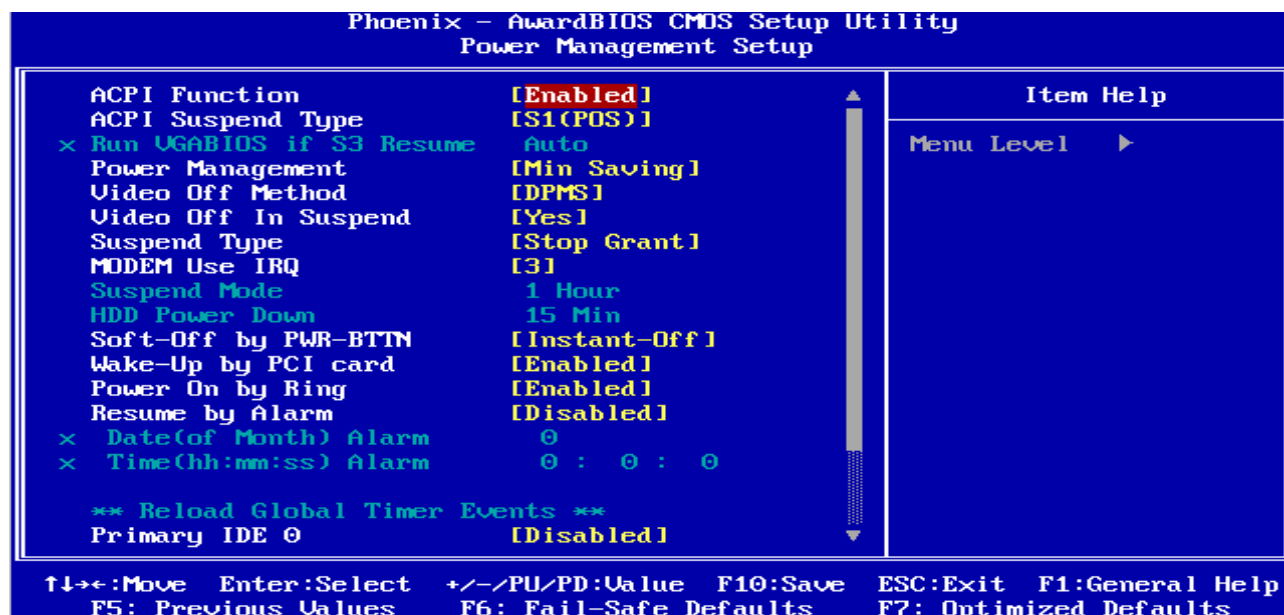 Phoenix - AwardBIOS CMOS Setup Utility
Power Management Setup
ACPI Function [Enabled]
ACPI Suspend Type [S1(POS)]
x Run VGABIOS if S3 Resume Auto
Power Management [Min Saving]
Video Off Method [DPMS]
Video Off In Suspend [Yes]
Suspend Type [Stop Grant]
MODEM Use IRQ [3]
Suspend Mode 1 Hour
HDD Power Down 15 Min
Soft-Off by PWR-BTTN [Instant-Off]
Wake-Up by PCI card [Enabled]
Power On by Ring [Enabled]
Resume by Alarm [Disabled]
x Date(of Month) Alarm 0
x Time(hh:mm:ss) Alarm 0 : 0 : 0
** Reload Global Timer Events **
Primary IDE 0 [Disabled]
Item Help
Menu Level ►
↑↓→←:Move Enter:Select +/-/PU/PD:Value F10:Save ESC:Exit F1:General Help
F5: Previous Values F6: Fail-Safe Defaults F7: Optimized Defaults